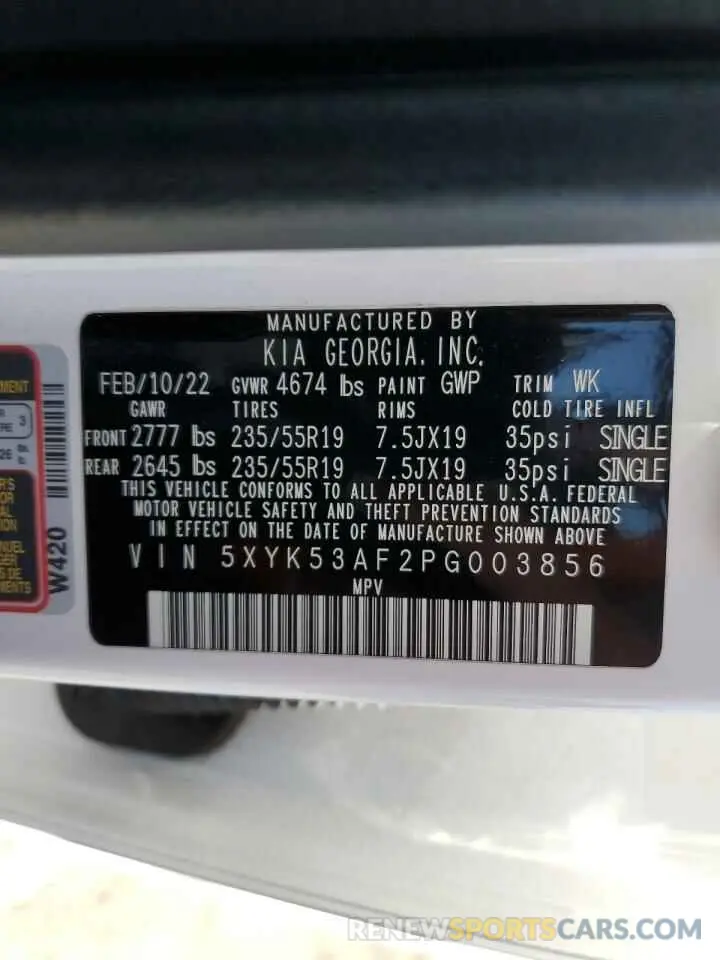 MANUFACTURED BY
KIA GEORGIA, INC.
FEB/10/22 GVWR 4674 lbs PAINT GWP TRIM WK
GAWR TIRES RIMS COLD TIRE INFL
FRONT 2777 lbs 235/55R19 7.5JX19 35psi SINGLE
REAR 2645 lbs 235/55R19 7.5JX19 35psi SINGLE
THIS VEHICLE CONFORMS TO ALL APPLICABLE U.S.A. FEDERAL
MOTOR VEHICLE SAFETY AND THEFT PREVENTION STANDARDS
IN EFFECT ON THE DATE OF MANUFACTURE SHOWN ABOVE
VIN 5XYK53AF2PG003856
MPV
W420
RENEWSPORTSCARS.COM